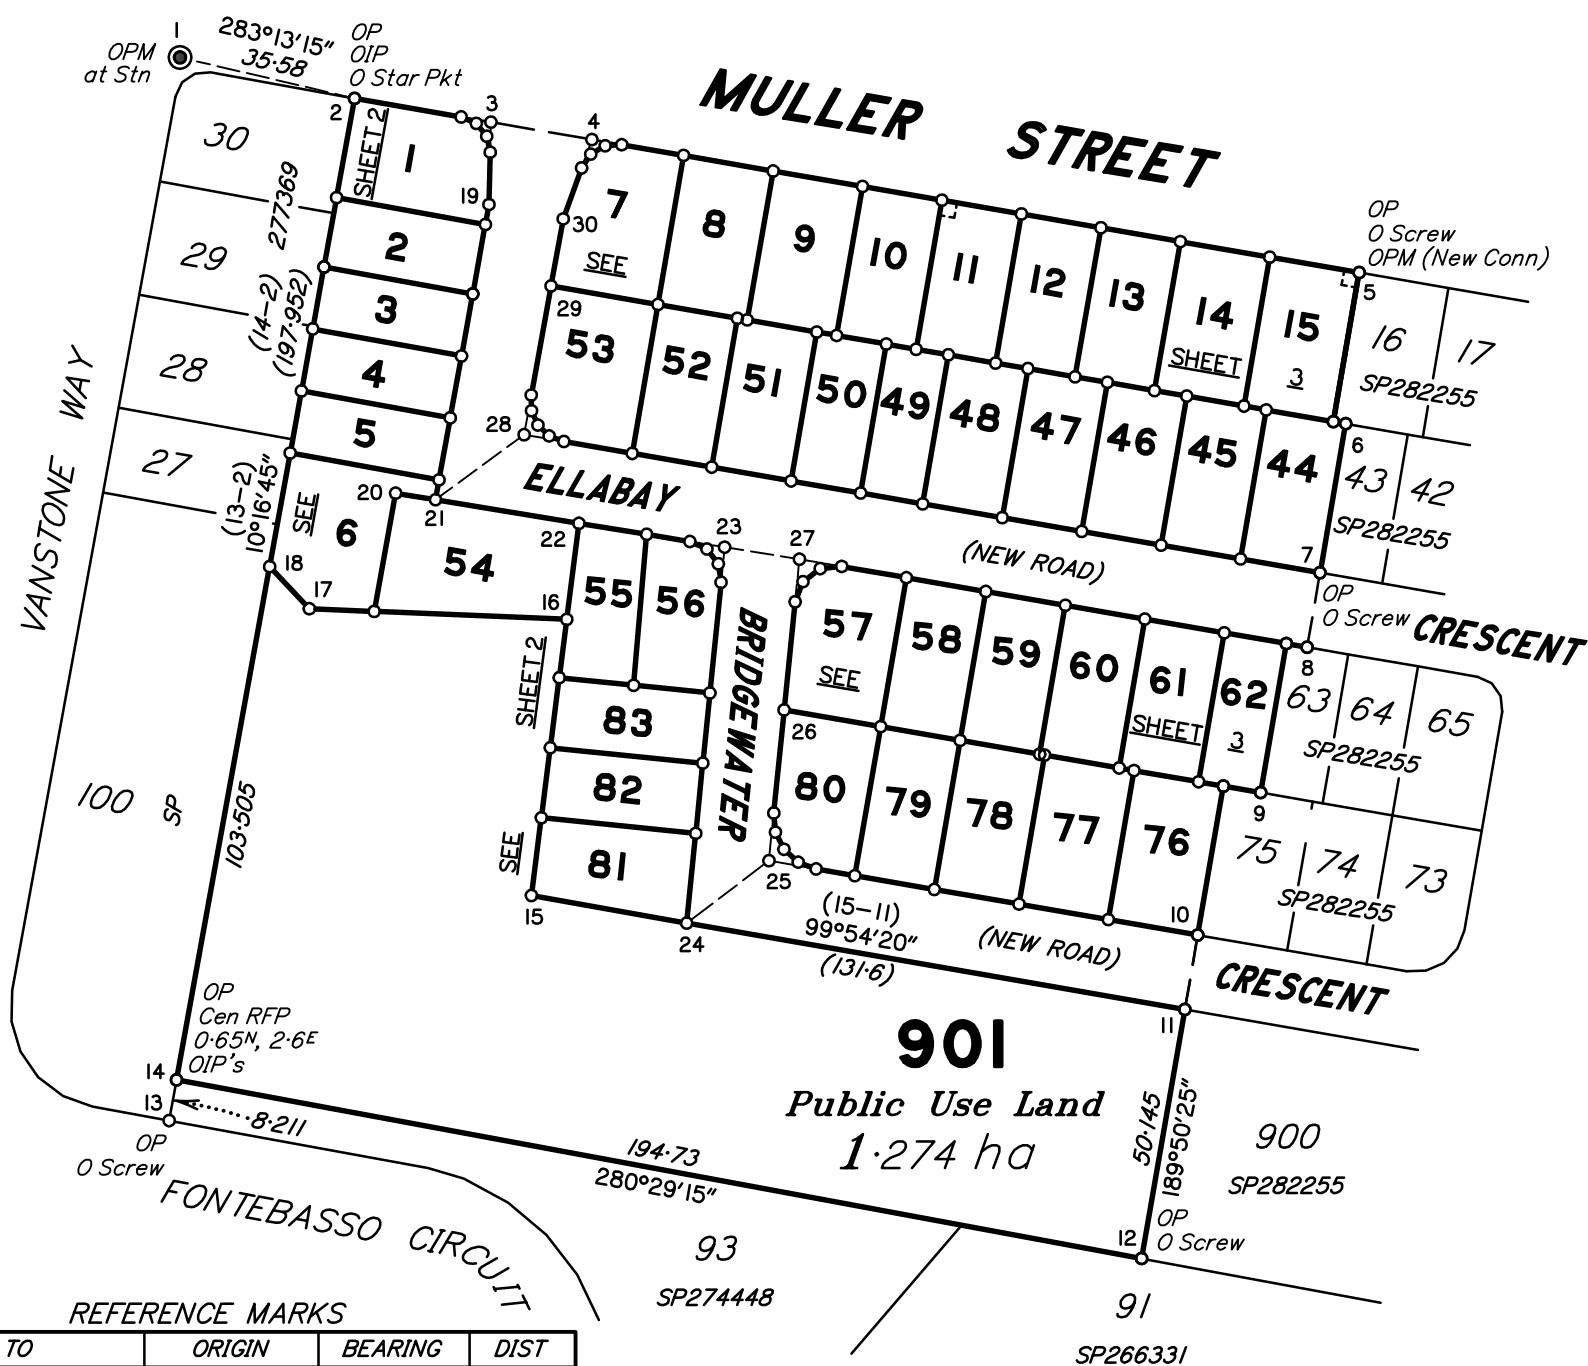 1
283°13'15"
35·58
OPM
at Stn
OP
OIP
O Star Pkt
MULLER STREET
2
3
4
SHEET 2
1
19
30
277369
7
30
SEE
8
9
10
11
12
13
14
SHEET
15
3
OP
O Screw
OPM (New Conn)
5
16
17
SP282255
2
29
3
(14-2)
(197·952)
28
4
5
27
VANSTONE WAY
(13-2)
10°16'45"
29
53
52
51
50
49
48
47
46
45
44
6
43
42
SP282255
28
ELLABAY
(NEW ROAD)
7
OP
O Screw
CRESCENT
SEE
20
21
6
54
22
23
27
18
17
16
55
56
BRIDGEWATER
57
SEE
58
59
60
61
SHEET
62
3
8
63
64
65
SP282255
SHEET 2
83
26
82
80
79
78
77
76
9
75
74
73
SP282255
100
SP
103·505
SEE
81
15
24
25
(15-11)
99°54'20"
(131·6)
(NEW ROAD)
10
CRESCENT
11
OP
Cen RFP
0·65N, 2·6E
OIP's
14
13
8·211
OP
O Screw
901
Public Use Land
1·274 ha
50·145
189°50'25"
900
SP282255
194·73
280°29'15"
FONTEBASSO CIRCUIT
93
SP274448
12
OP
O Screw
91
SP266331
REFERENCE MARKS
TO ORIGIN BEARING DIST